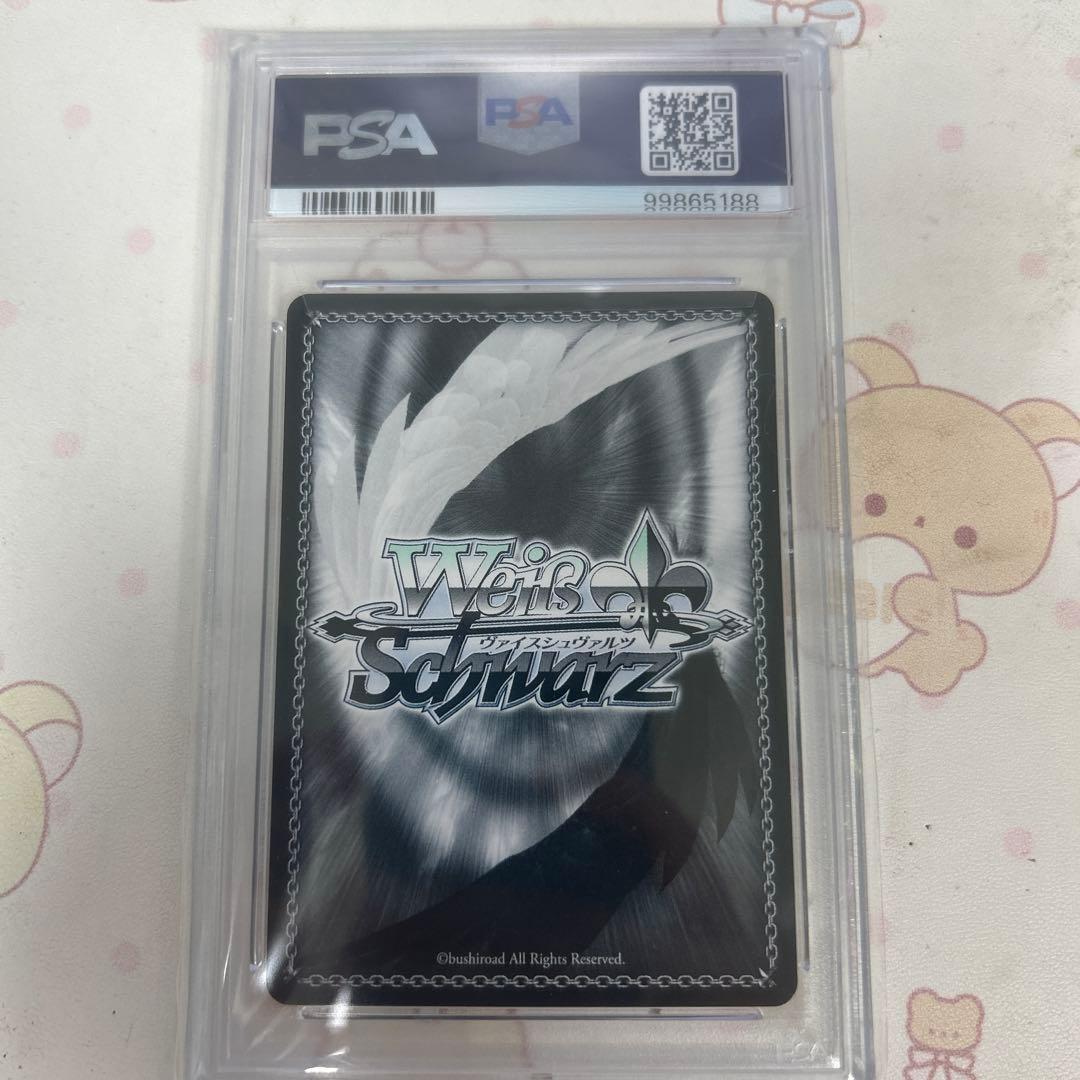 PSA
PSA
99865188
Weiß
ヴァイスシュヴァルツ
Schwarz
©bushiroad All Rights Reserved.